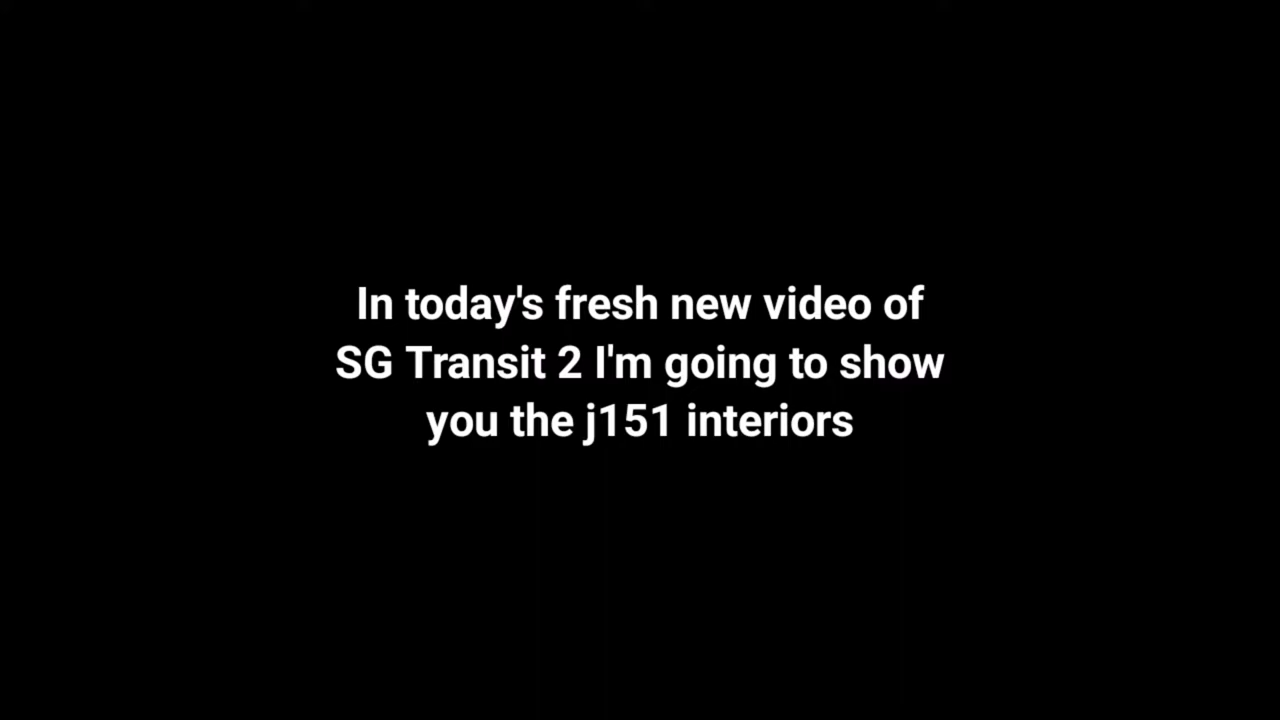 In today's fresh new video of
SG Transit 2 I'm going to show
you the j151 interiors